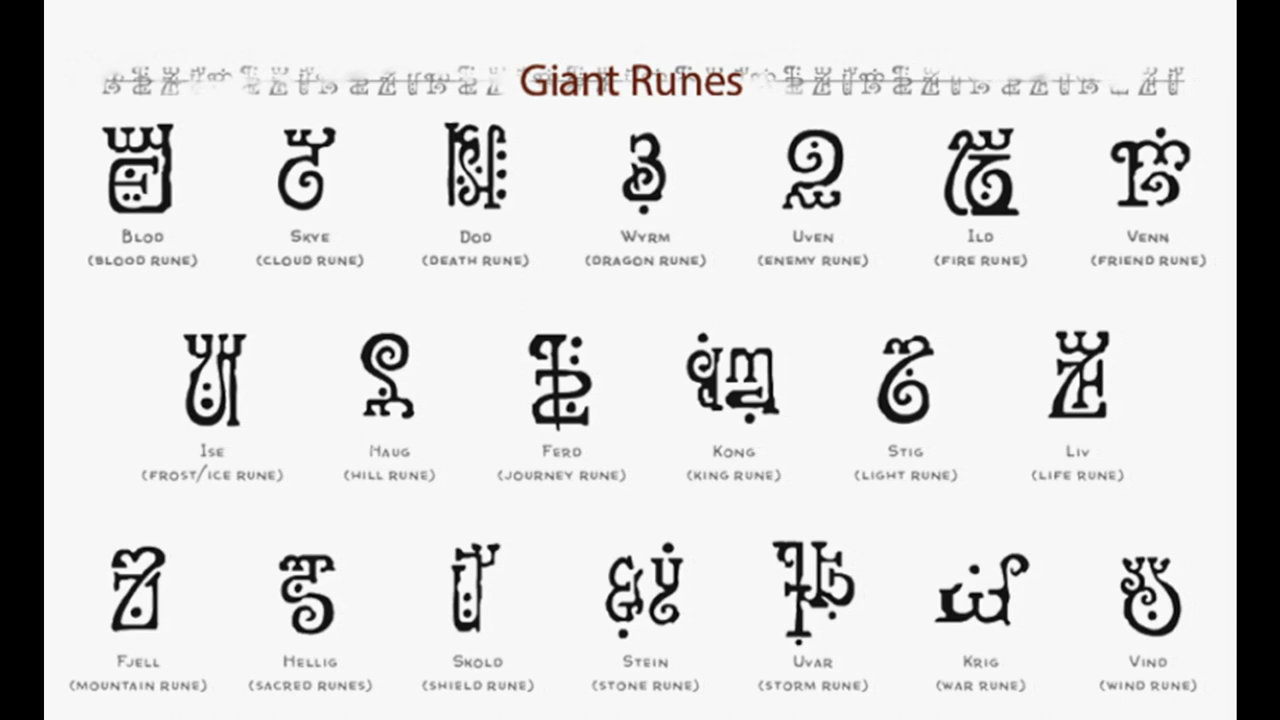 Giant Runes
Blod Skye Dod Wyrm Uven Ild Venn
(Blood Rune) (Cloud Rune) (Death Rune) (Dragon Rune) (Enemy Rune) (Fire Rune) (Friend Rune)
Ise Haug Ferd Kong Stig Liv
(Frost/Ice Rune) (Hill Rune) (Journey Rune) (King Rune) (Light Rune) (Life Rune)
Fjell Hellig Skold Stein Uvar Krig Vind
(Mountain Rune) (Sacred Runes) (Shield Rune) (Stone Rune) (Storm Rune) (War Rune) (Wind Rune)